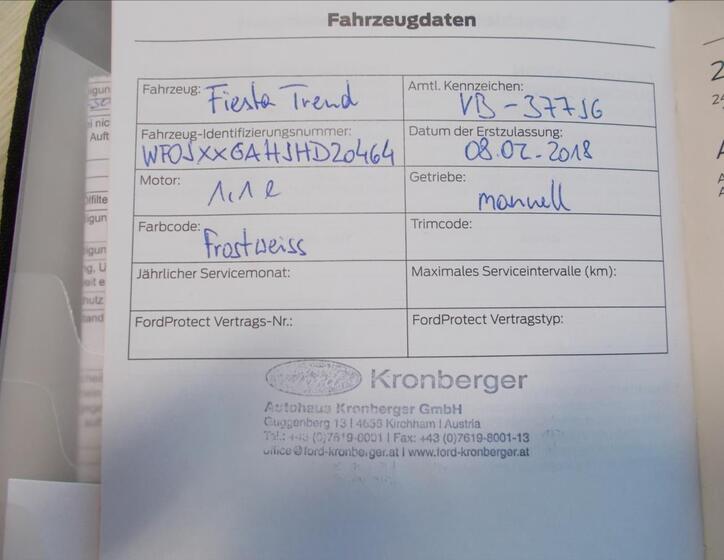 Fahrzeugdaten
Fahrzeug: Fiesta Trend
Amtl. Kennzeichen: VB-377JG
Fahrzeug-Identifizierungsnummer: WF0JXXGAHJHD20464
Datum der Erstzulassung: 08.02.2018
Motor: 1,1 l
Getriebe: manuell
Farbcode: Frostweiss
Trimcode:
Jährlicher Servicemonat:
Maximales Serviceintervalle (km):
FordProtect Vertrags-Nr.:
FordProtect Vertragstyp:
Kronberger
Autohaus Kronberger GmbH
Guggenberg 13 | 4656 Kirchham | Austria
Tel.: +43 (0)7619-8001 | Fax: +43 (0)7619-8001-13
office@ford-kronberger.at | www.ford-kronberger.at